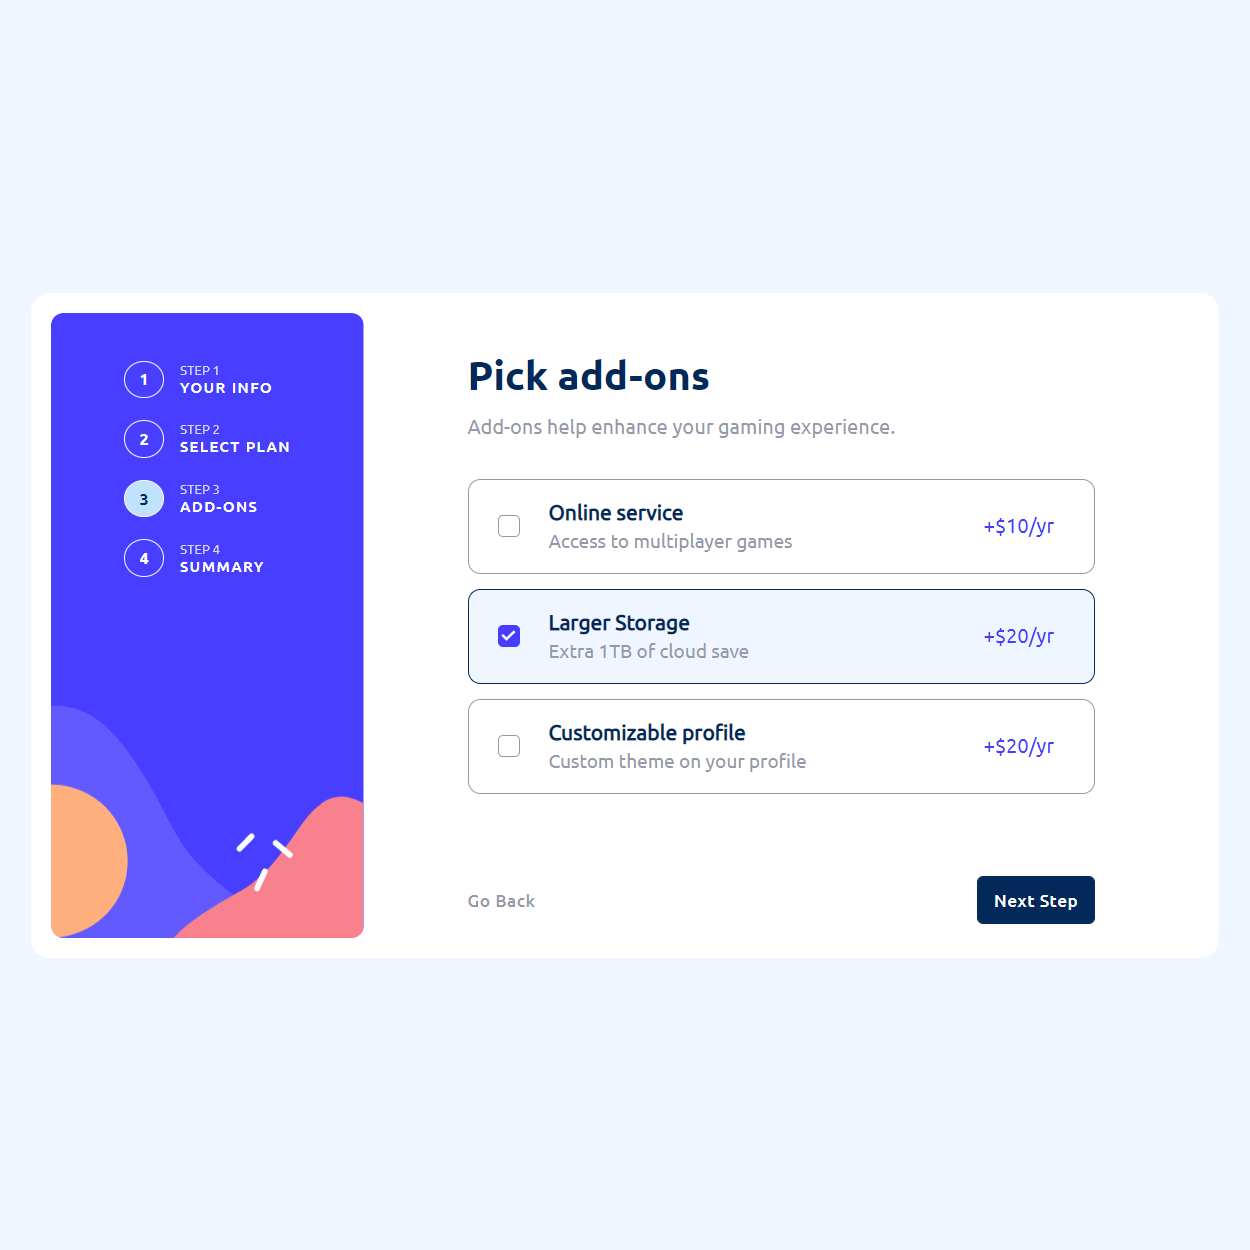 1
STEP 1
YOUR INFO
2
STEP 2
SELECT PLAN
3
STEP 3
ADD-ONS
4
STEP 4
SUMMARY
Pick add-ons
Add-ons help enhance your gaming experience.
Online service
Access to multiplayer games
+$10/yr
Larger Storage
Extra 1TB of cloud save
+$20/yr
Customizable profile
Custom theme on your profile
+$20/yr
Go Back
Next Step